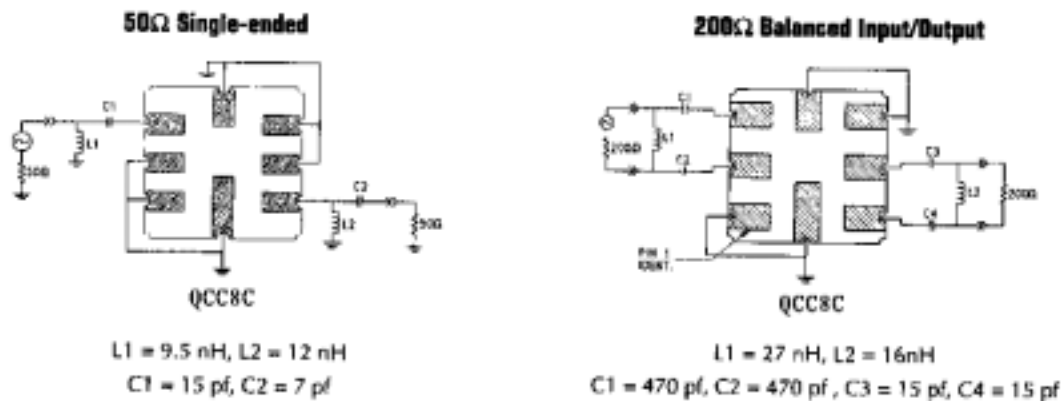 50Ω Single-ended
C1
L1
50Ω
C2
L2
50Ω
QCC8C
L1 = 9.5 nH, L2 = 12 nH
C1 = 15 pf, C2 = 7 pf
200Ω Balanced Input/Output
C1
200Ω
L1
C2
C3
L2
200Ω
C4
PIN 1
IDENT.
QCC8C
L1 = 27 nH, L2 = 16nH
C1 = 470 pf, C2 = 470 pf , C3 = 15 pf, C4 = 15 pf